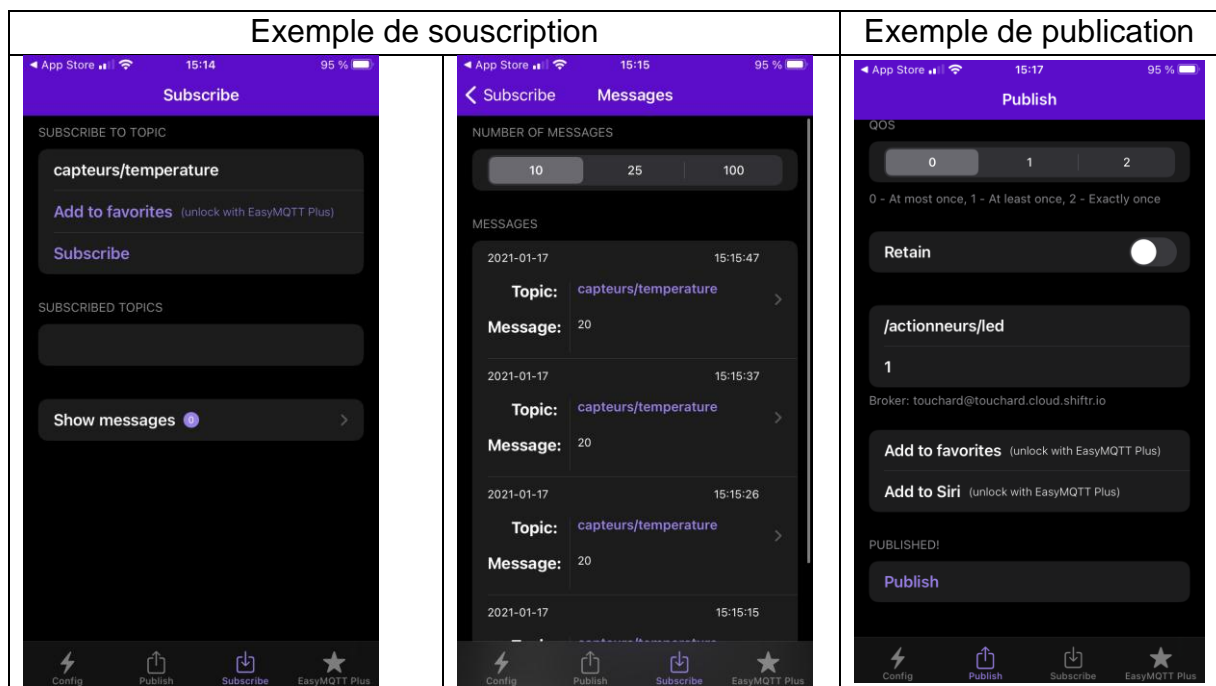 Exemple de souscription
Exemple de publication
App Store 15:14 95 %
Subscribe
SUBSCRIBE TO TOPIC
capteurs/temperature
Add to favorites (unlock with EasyMQTT Plus)
Subscribe
SUBSCRIBED TOPICS
Show messages 0
Config Publish Subscribe EasyMQTT Plus
App Store 15:15 95 %
Subscribe Messages
NUMBER OF MESSAGES
10 25 100
MESSAGES
2021-01-17 15:15:47
Topic: capteurs/temperature
Message: 20
2021-01-17 15:15:37
Topic: capteurs/temperature
Message: 20
2021-01-17 15:15:26
Topic: capteurs/temperature
Message: 20
2021-01-17 15:15:15
Config Publish Subscribe EasyMQTT Plus
App Store 15:17 95 %
Publish
QOS
0 1 2
0 - At most once, 1 - At least once, 2 - Exactly once
Retain
/actionneurs/led
1
Broker: touchard@touchard.cloud.shiftr.io
Add to favorites (unlock with EasyMQTT Plus)
Add to Siri (unlock with EasyMQTT Plus)
PUBLISHED!
Publish
Config Publish Subscribe EasyMQTT Plus